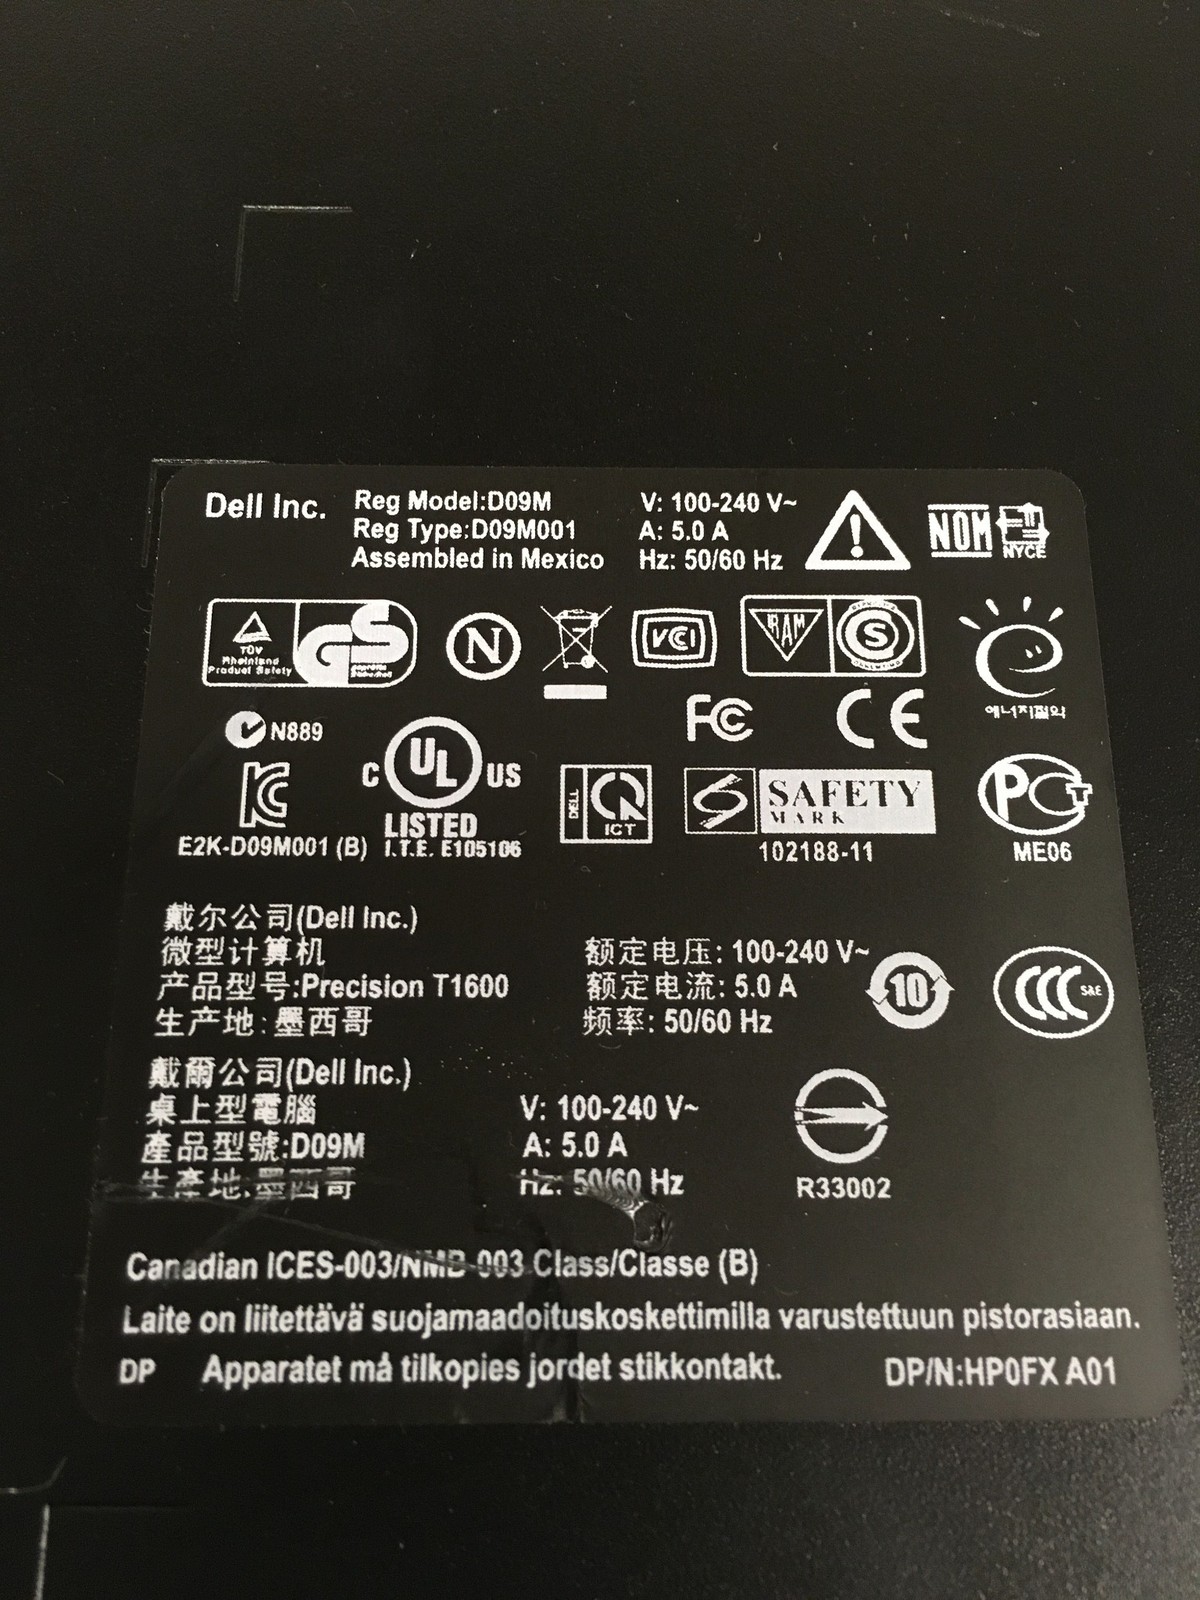 Dell Inc.
Reg Model:D09M
Reg Type:D09M001
Assembled in Mexico
V: 100-240 V~
A: 5.0 A
Hz: 50/60 Hz
NOM
NYCE
TÜV
Rheinland
Product Safety
GS
geprüfte
Sicherheit
N
VCCI
IRAM
S
에너지절약
N889
FC
CE
E2K-D09M001 (B)
C UL US
LISTED
I.T.E. E105106
DELL
ICT
SAFETY
MARK
102188-11
ME06
戴尔公司(Dell Inc.)
微型计算机
产品型号:Precision T1600
生产地: 墨西哥
额定电压: 100-240 V~
额定电流: 5.0 A
频率: 50/60 Hz
10
CCC S&E
戴爾公司(Dell Inc.)
桌上型電腦
產品型號:D09M
生產地:墨西哥
V: 100-240 V~
A: 5.0 A
Hz: 50/60 Hz
R33002
Canadian ICES-003/NMB-003 Class/Classe (B)
Laite on liitettävä suojamaadoituskoskettimilla varustettuun pistorasiaan.
DP Apparatet må tilkopies jordet stikkontakt. DP/N:HP0FX A01